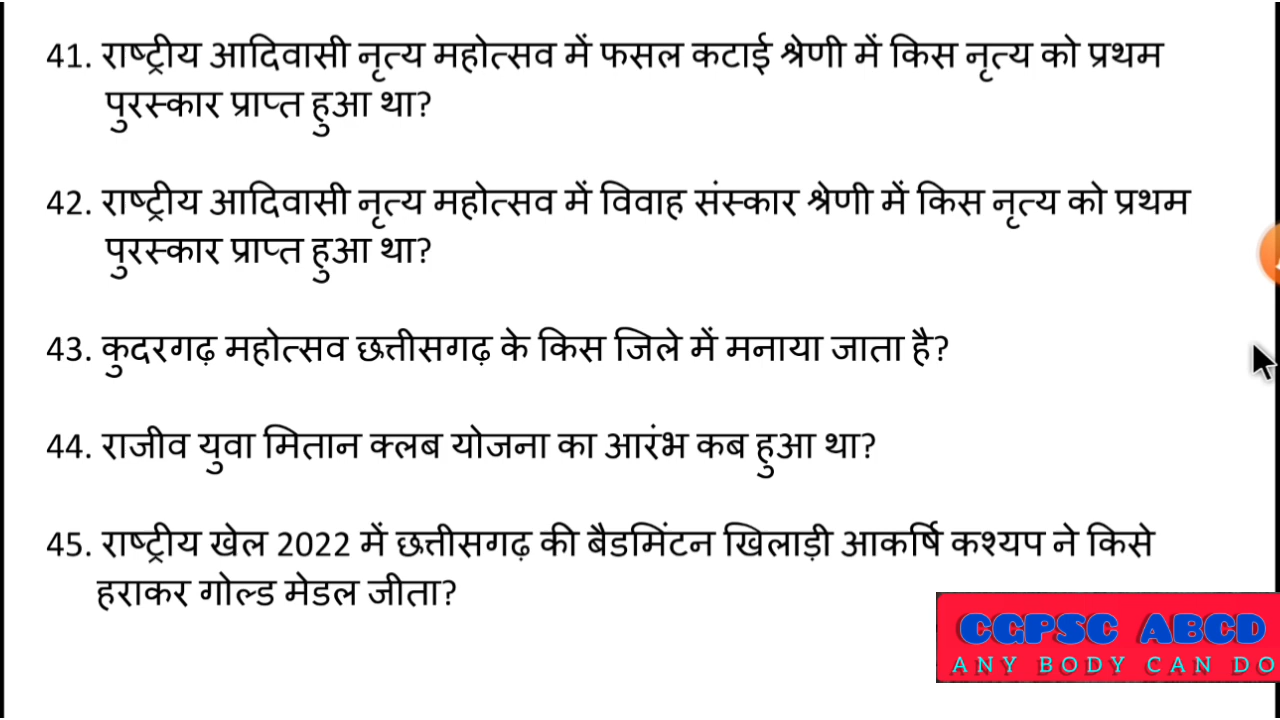 41. राष्ट्रीय आदिवासी नृत्य महोत्सव में फसल कटाई श्रेणी में किस नृत्य को प्रथम
पुरस्कार प्राप्त हुआ था?
42. राष्ट्रीय आदिवासी नृत्य महोत्सव में विवाह संस्कार श्रेणी में किस नृत्य को प्रथम
पुरस्कार प्राप्त हुआ था?
43. कुदरगढ़ महोत्सव छत्तीसगढ़ के किस जिले में मनाया जाता है?
44. राजीव युवा मितान क्लब योजना का आरंभ कब हुआ था?
45. राष्ट्रीय खेल 2022 में छत्तीसगढ़ की बैडमिंटन खिलाड़ी आकर्षि कश्यप ने किसे
हराकर गोल्ड मेडल जीता?
CGPSC ABCD
ANY BODY CAN DO